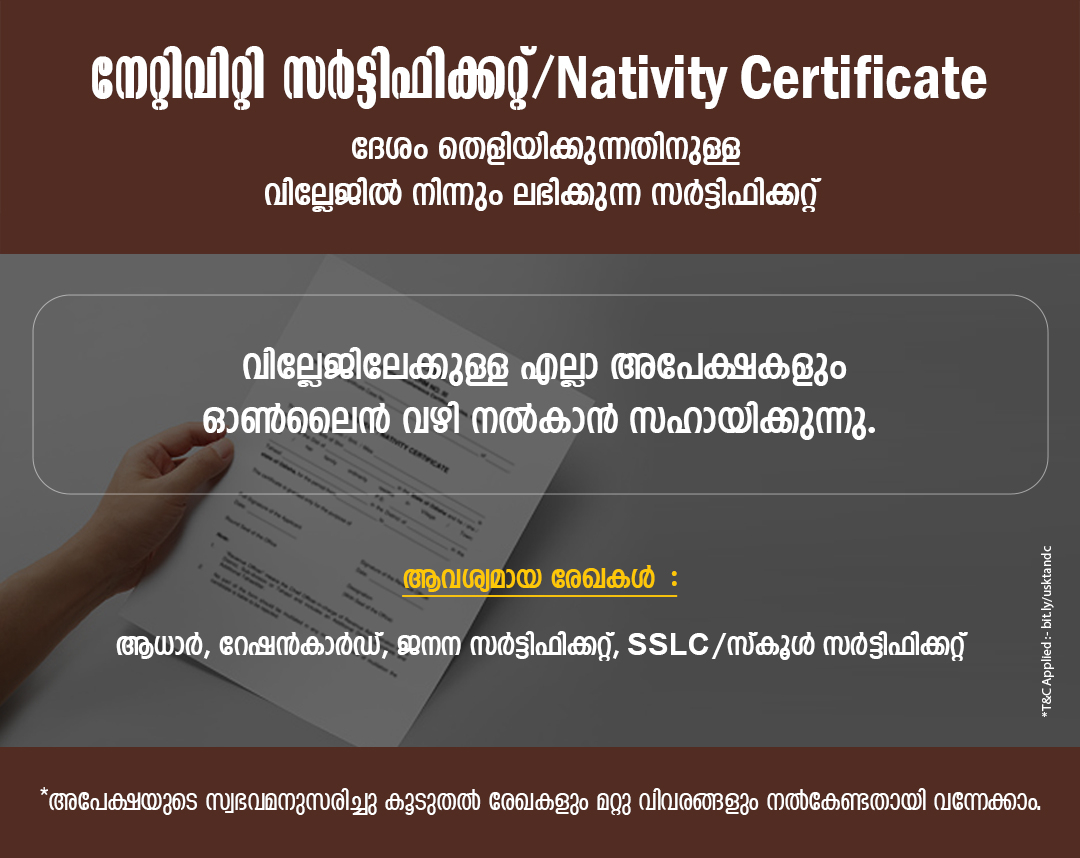 നേറ്റിവിറ്റി സർട്ടിഫിക്കറ്റ്/Nativity Certificate
ദേശം തെളിയിക്കുന്നതിനുള്ള
വില്ലേജിൽ നിന്നും ലഭിക്കുന്ന സർട്ടിഫിക്കറ്റ്
വില്ലേജിലേക്കുള്ള എല്ലാ അപേക്ഷകളും
ഓൺലൈൻ വഴി നൽകാൻ സഹായിക്കുന്നു.
NATIVITY CERTIFICATE
ആവശ്യമായ രേഖകൾ :
ആധാർ, റേഷൻകാർഡ്, ജനന സർട്ടിഫിക്കറ്റ്, SSLC/സ്കൂൾ സർട്ടിഫിക്കറ്റ്
*T&C Applied :- bit.ly/usktandc
*അപേക്ഷയുടെ സ്വഭവമനുസരിച്ചു കൂടുതൽ രേഖകളും മറ്റു വിവരങ്ങളും നൽകേണ്ടതായി വന്നേക്കാം.